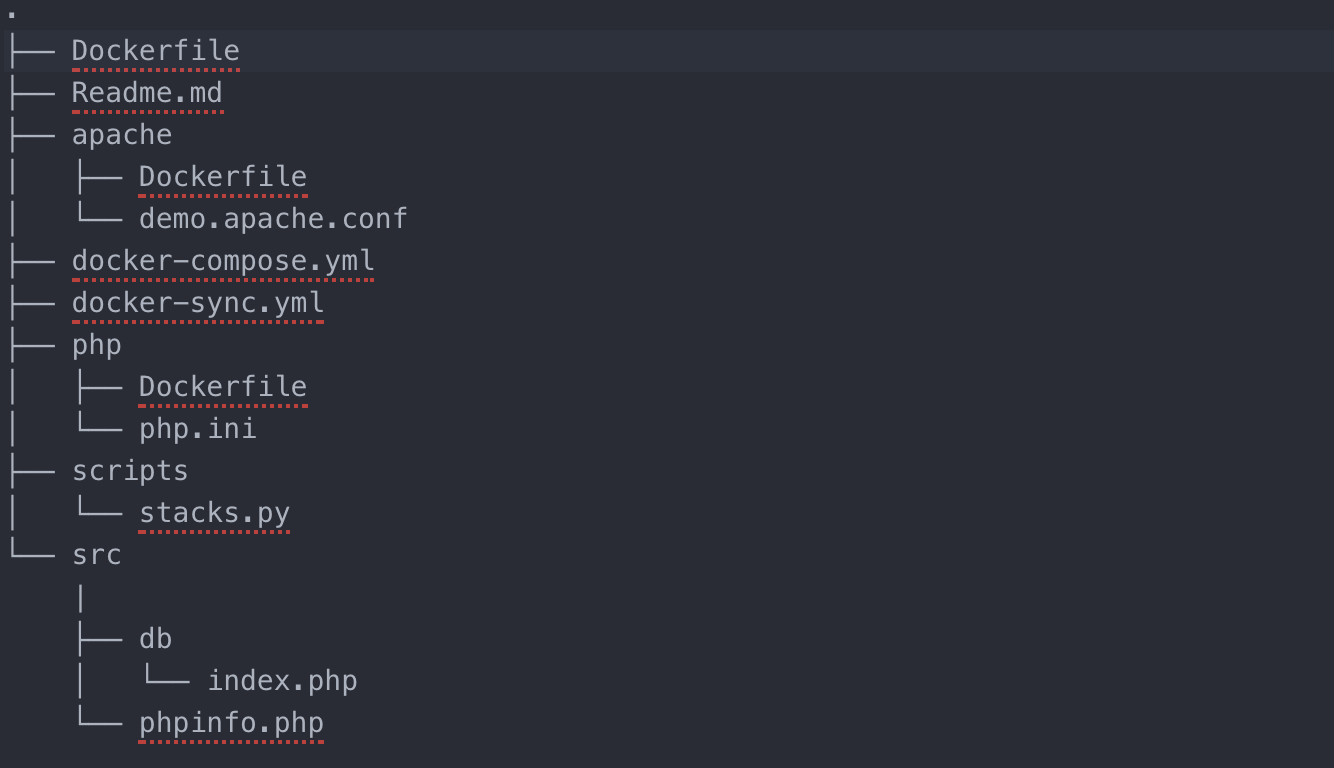 .
├── Dockerfile
├── Readme.md
├── apache
│   ├── Dockerfile
│   └── demo.apache.conf
├── docker-compose.yml
├── docker-sync.yml
├── php
│   ├── Dockerfile
│   └── php.ini
├── scripts
│   └── stacks.py
└── src
    │
    ├── db
    │   └── index.php
    └── phpinfo.php